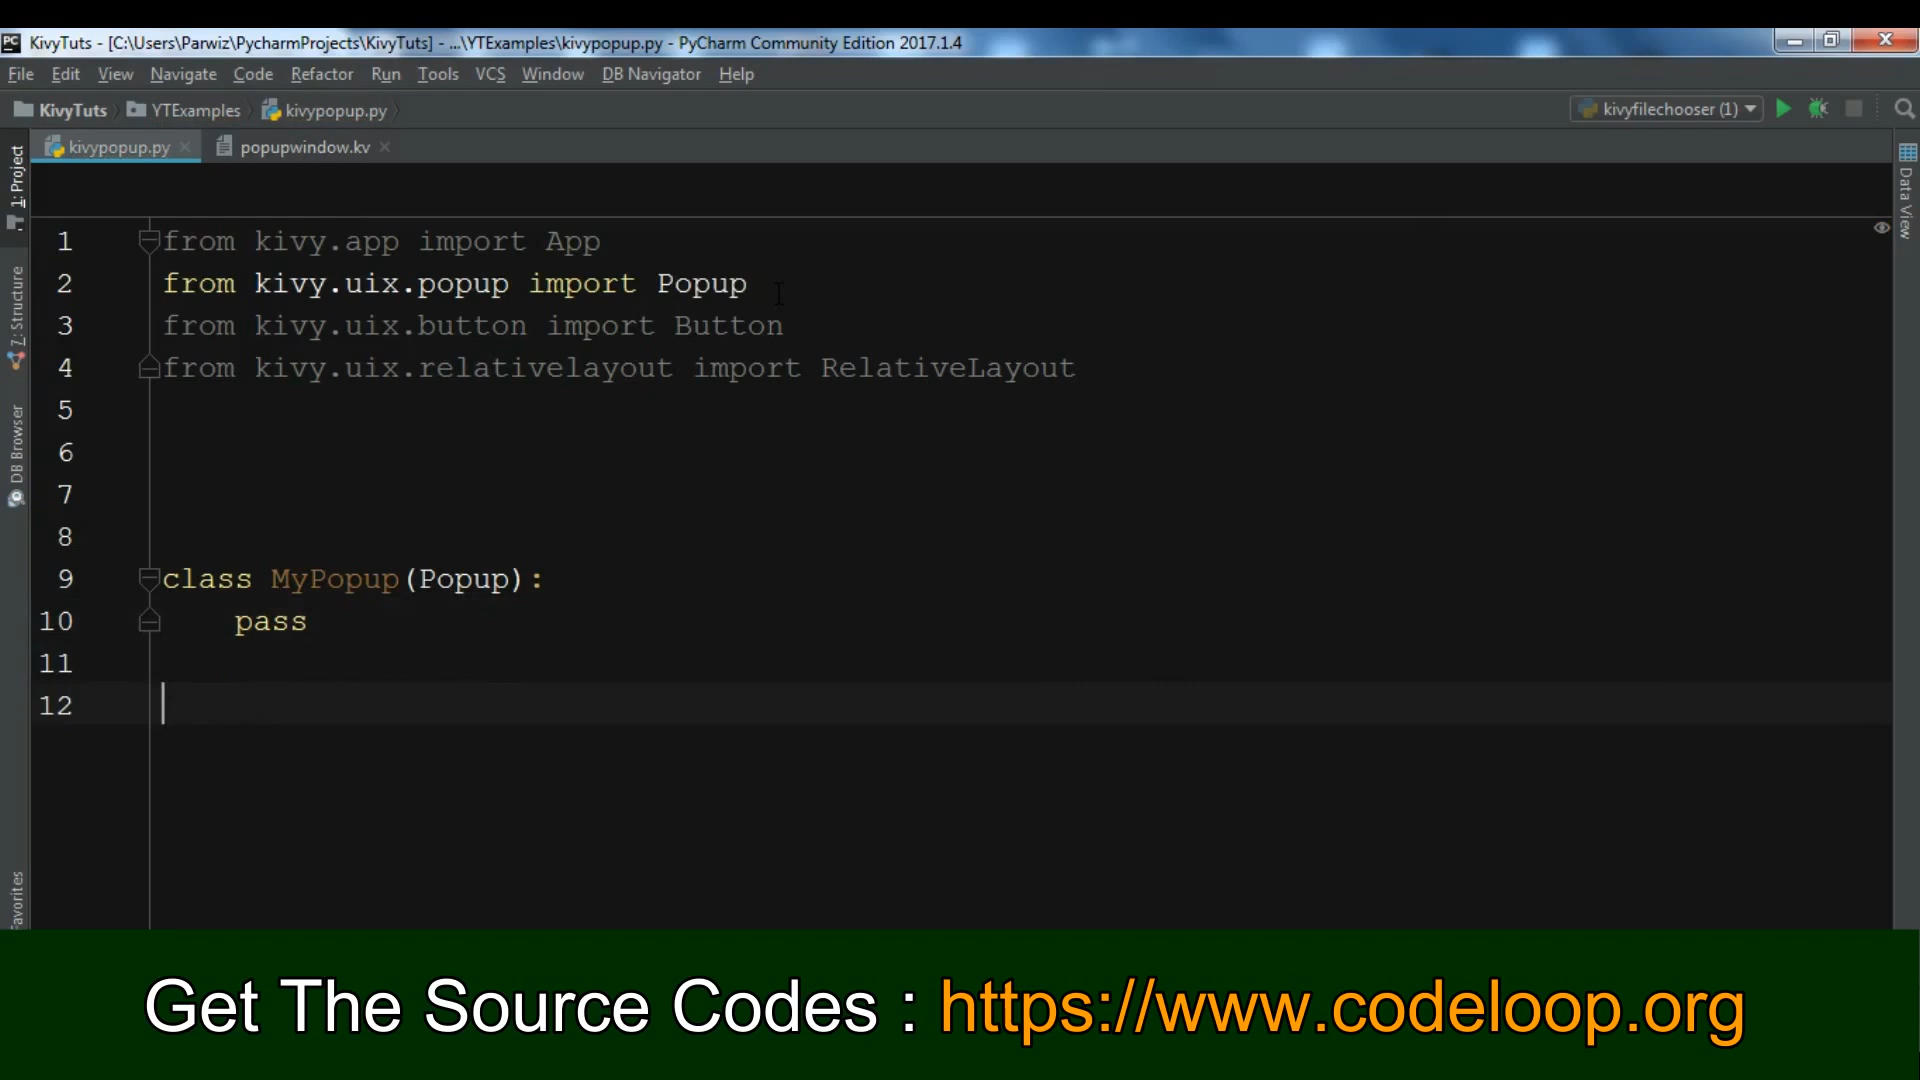 KivyTuts - [C:\Users\Parwiz\PycharmProjects\KivyTuts] - ...\YTExamples\kivypopup.py - PyCharm Community Edition 2017.1.4
File Edit View Navigate Code Refactor Run Tools VCS Window DB Navigator Help
KivyTuts YTExamples kivypopup.py kivyfilechooser (1)
kivypopup.py popupwindow.kv
1: Project
7: Structure
DB Browser
Data View
1 from kivy.app import App
2 from kivy.uix.popup import Popup
3 from kivy.uix.button import Button
4 from kivy.uix.relativelayout import RelativeLayout
5
6
7
8
9 class MyPopup(Popup):
10     pass
11
12
Get The Source Codes : https://www.codeloop.org